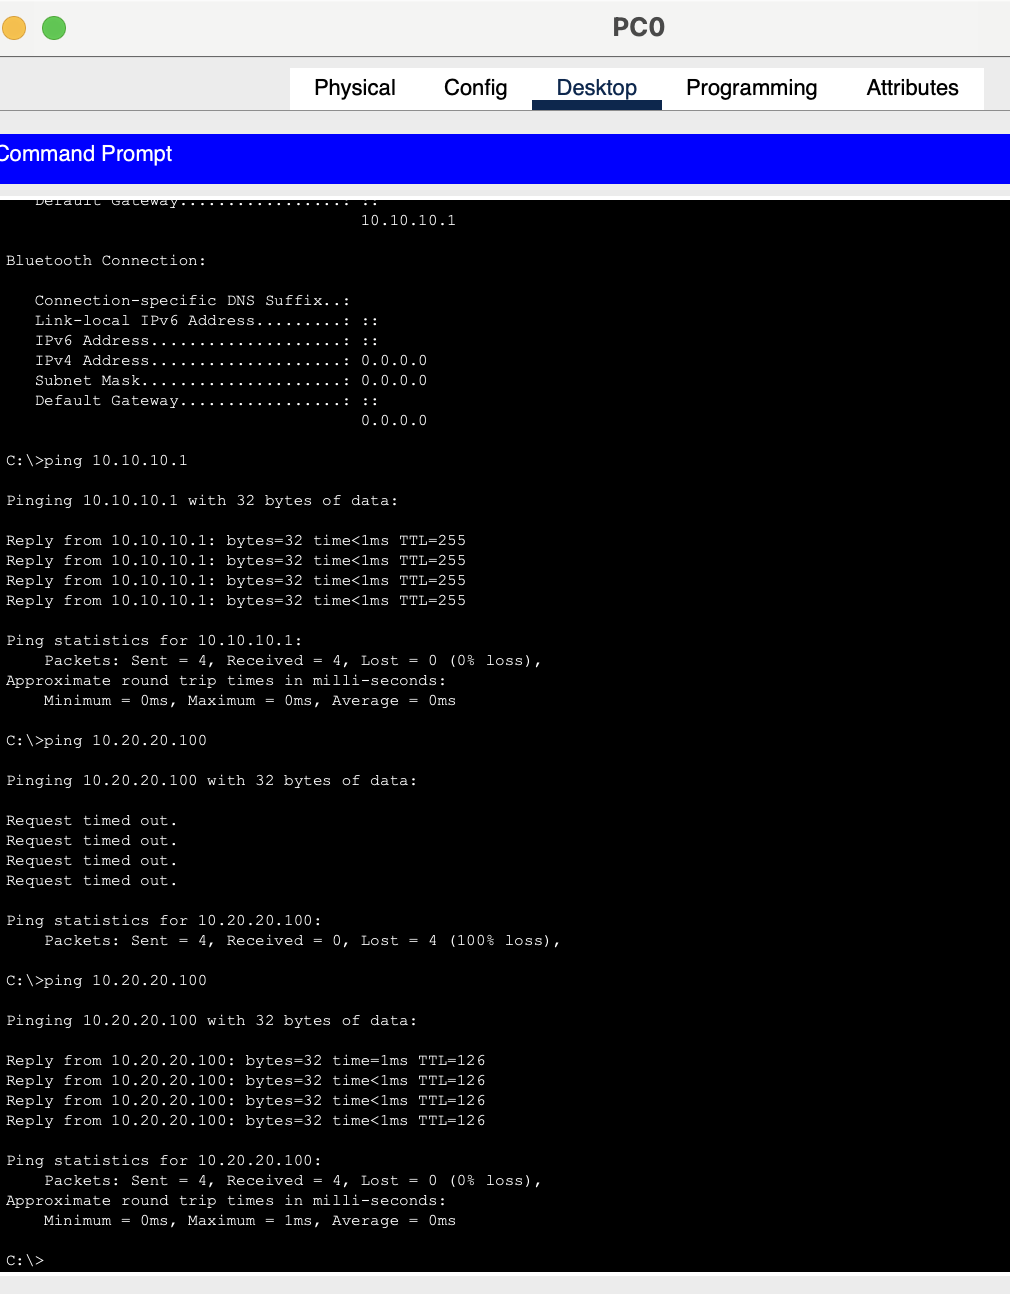 PC0
Physical Config Desktop Programming Attributes
Command Prompt
Default Gateway.................: ::
10.10.10.1
Bluetooth Connection:
Connection-specific DNS Suffix..:
Link-local IPv6 Address.........: ::
IPv6 Address....................: ::
IPv4 Address....................: 0.0.0.0
Subnet Mask.....................: 0.0.0.0
Default Gateway.................: ::
0.0.0.0
C:\>ping 10.10.10.1
Pinging 10.10.10.1 with 32 bytes of data:
Reply from 10.10.10.1: bytes=32 time<1ms TTL=255
Reply from 10.10.10.1: bytes=32 time<1ms TTL=255
Reply from 10.10.10.1: bytes=32 time<1ms TTL=255
Reply from 10.10.10.1: bytes=32 time<1ms TTL=255
Ping statistics for 10.10.10.1:
Packets: Sent = 4, Received = 4, Lost = 0 (0% loss),
Approximate round trip times in milli-seconds:
Minimum = 0ms, Maximum = 0ms, Average = 0ms
C:\>ping 10.20.20.100
Pinging 10.20.20.100 with 32 bytes of data:
Request timed out.
Request timed out.
Request timed out.
Request timed out.
Ping statistics for 10.20.20.100:
Packets: Sent = 4, Received = 0, Lost = 4 (100% loss),
C:\>ping 10.20.20.100
Pinging 10.20.20.100 with 32 bytes of data:
Reply from 10.20.20.100: bytes=32 time=1ms TTL=126
Reply from 10.20.20.100: bytes=32 time<1ms TTL=126
Reply from 10.20.20.100: bytes=32 time<1ms TTL=126
Reply from 10.20.20.100: bytes=32 time<1ms TTL=126
Ping statistics for 10.20.20.100:
Packets: Sent = 4, Received = 4, Lost = 0 (0% loss),
Approximate round trip times in milli-seconds:
Minimum = 0ms, Maximum = 1ms, Average = 0ms
C:\>